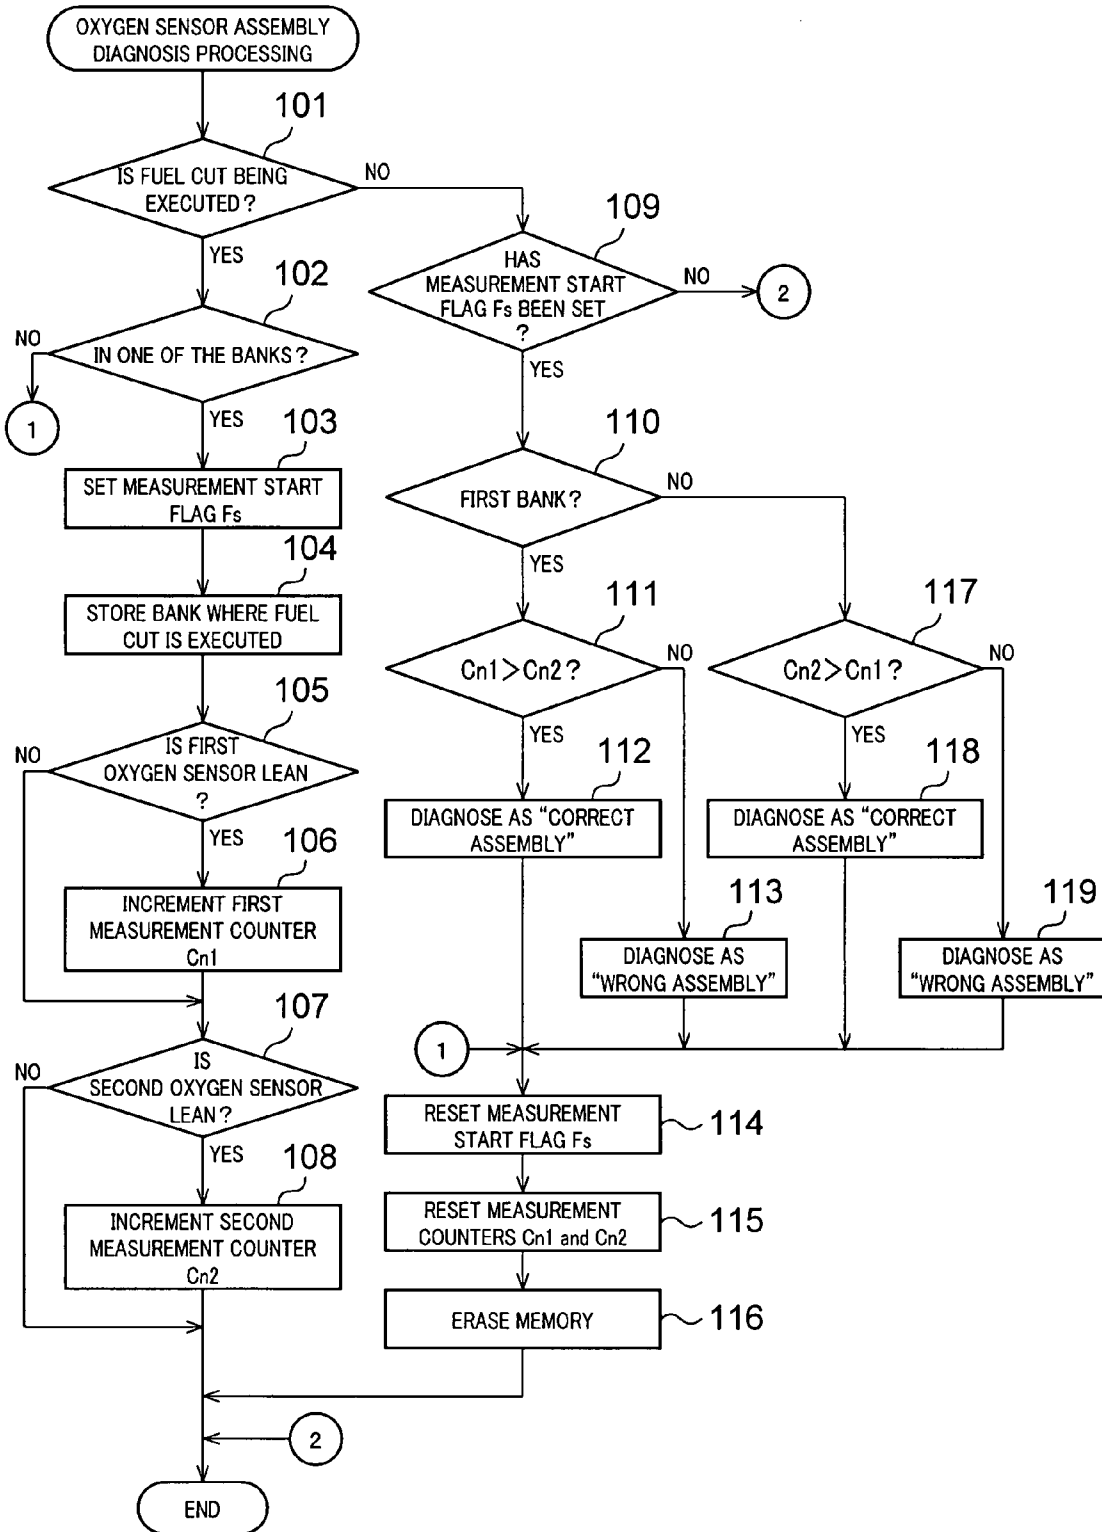 OXYGEN SENSOR ASSEMBLY
DIAGNOSIS PROCESSING
101
IS FUEL CUT BEING
EXECUTED?
NO
YES
102
IN ONE OF THE BANKS?
NO
1
YES
103
SET MEASUREMENT START
FLAG Fs
104
STORE BANK WHERE FUEL
CUT IS EXECUTED
105
IS FIRST
OXYGEN SENSOR LEAN
?
NO
YES
106
INCREMENT FIRST
MEASUREMENT COUNTER
Cn1
107
IS
SECOND OXYGEN SENSOR
LEAN?
NO
YES
108
INCREMENT SECOND
MEASUREMENT COUNTER
Cn2
109
HAS
MEASUREMENT START
FLAG Fs BEEN SET
?
NO
2
YES
110
FIRST BANK?
NO
YES
111
Cn1>Cn2?
NO
YES
112
DIAGNOSE AS “CORRECT
ASSEMBLY”
113
DIAGNOSE AS
“WRONG ASSEMBLY”
117
Cn2>Cn1?
NO
YES
118
DIAGNOSE AS “CORRECT
ASSEMBLY”
119
DIAGNOSE AS
“WRONG ASSEMBLY”
1
RESET MEASUREMENT
START FLAG Fs
114
RESET MEASUREMENT
COUNTERS Cn1 and Cn2
115
ERASE MEMORY
116
2
END